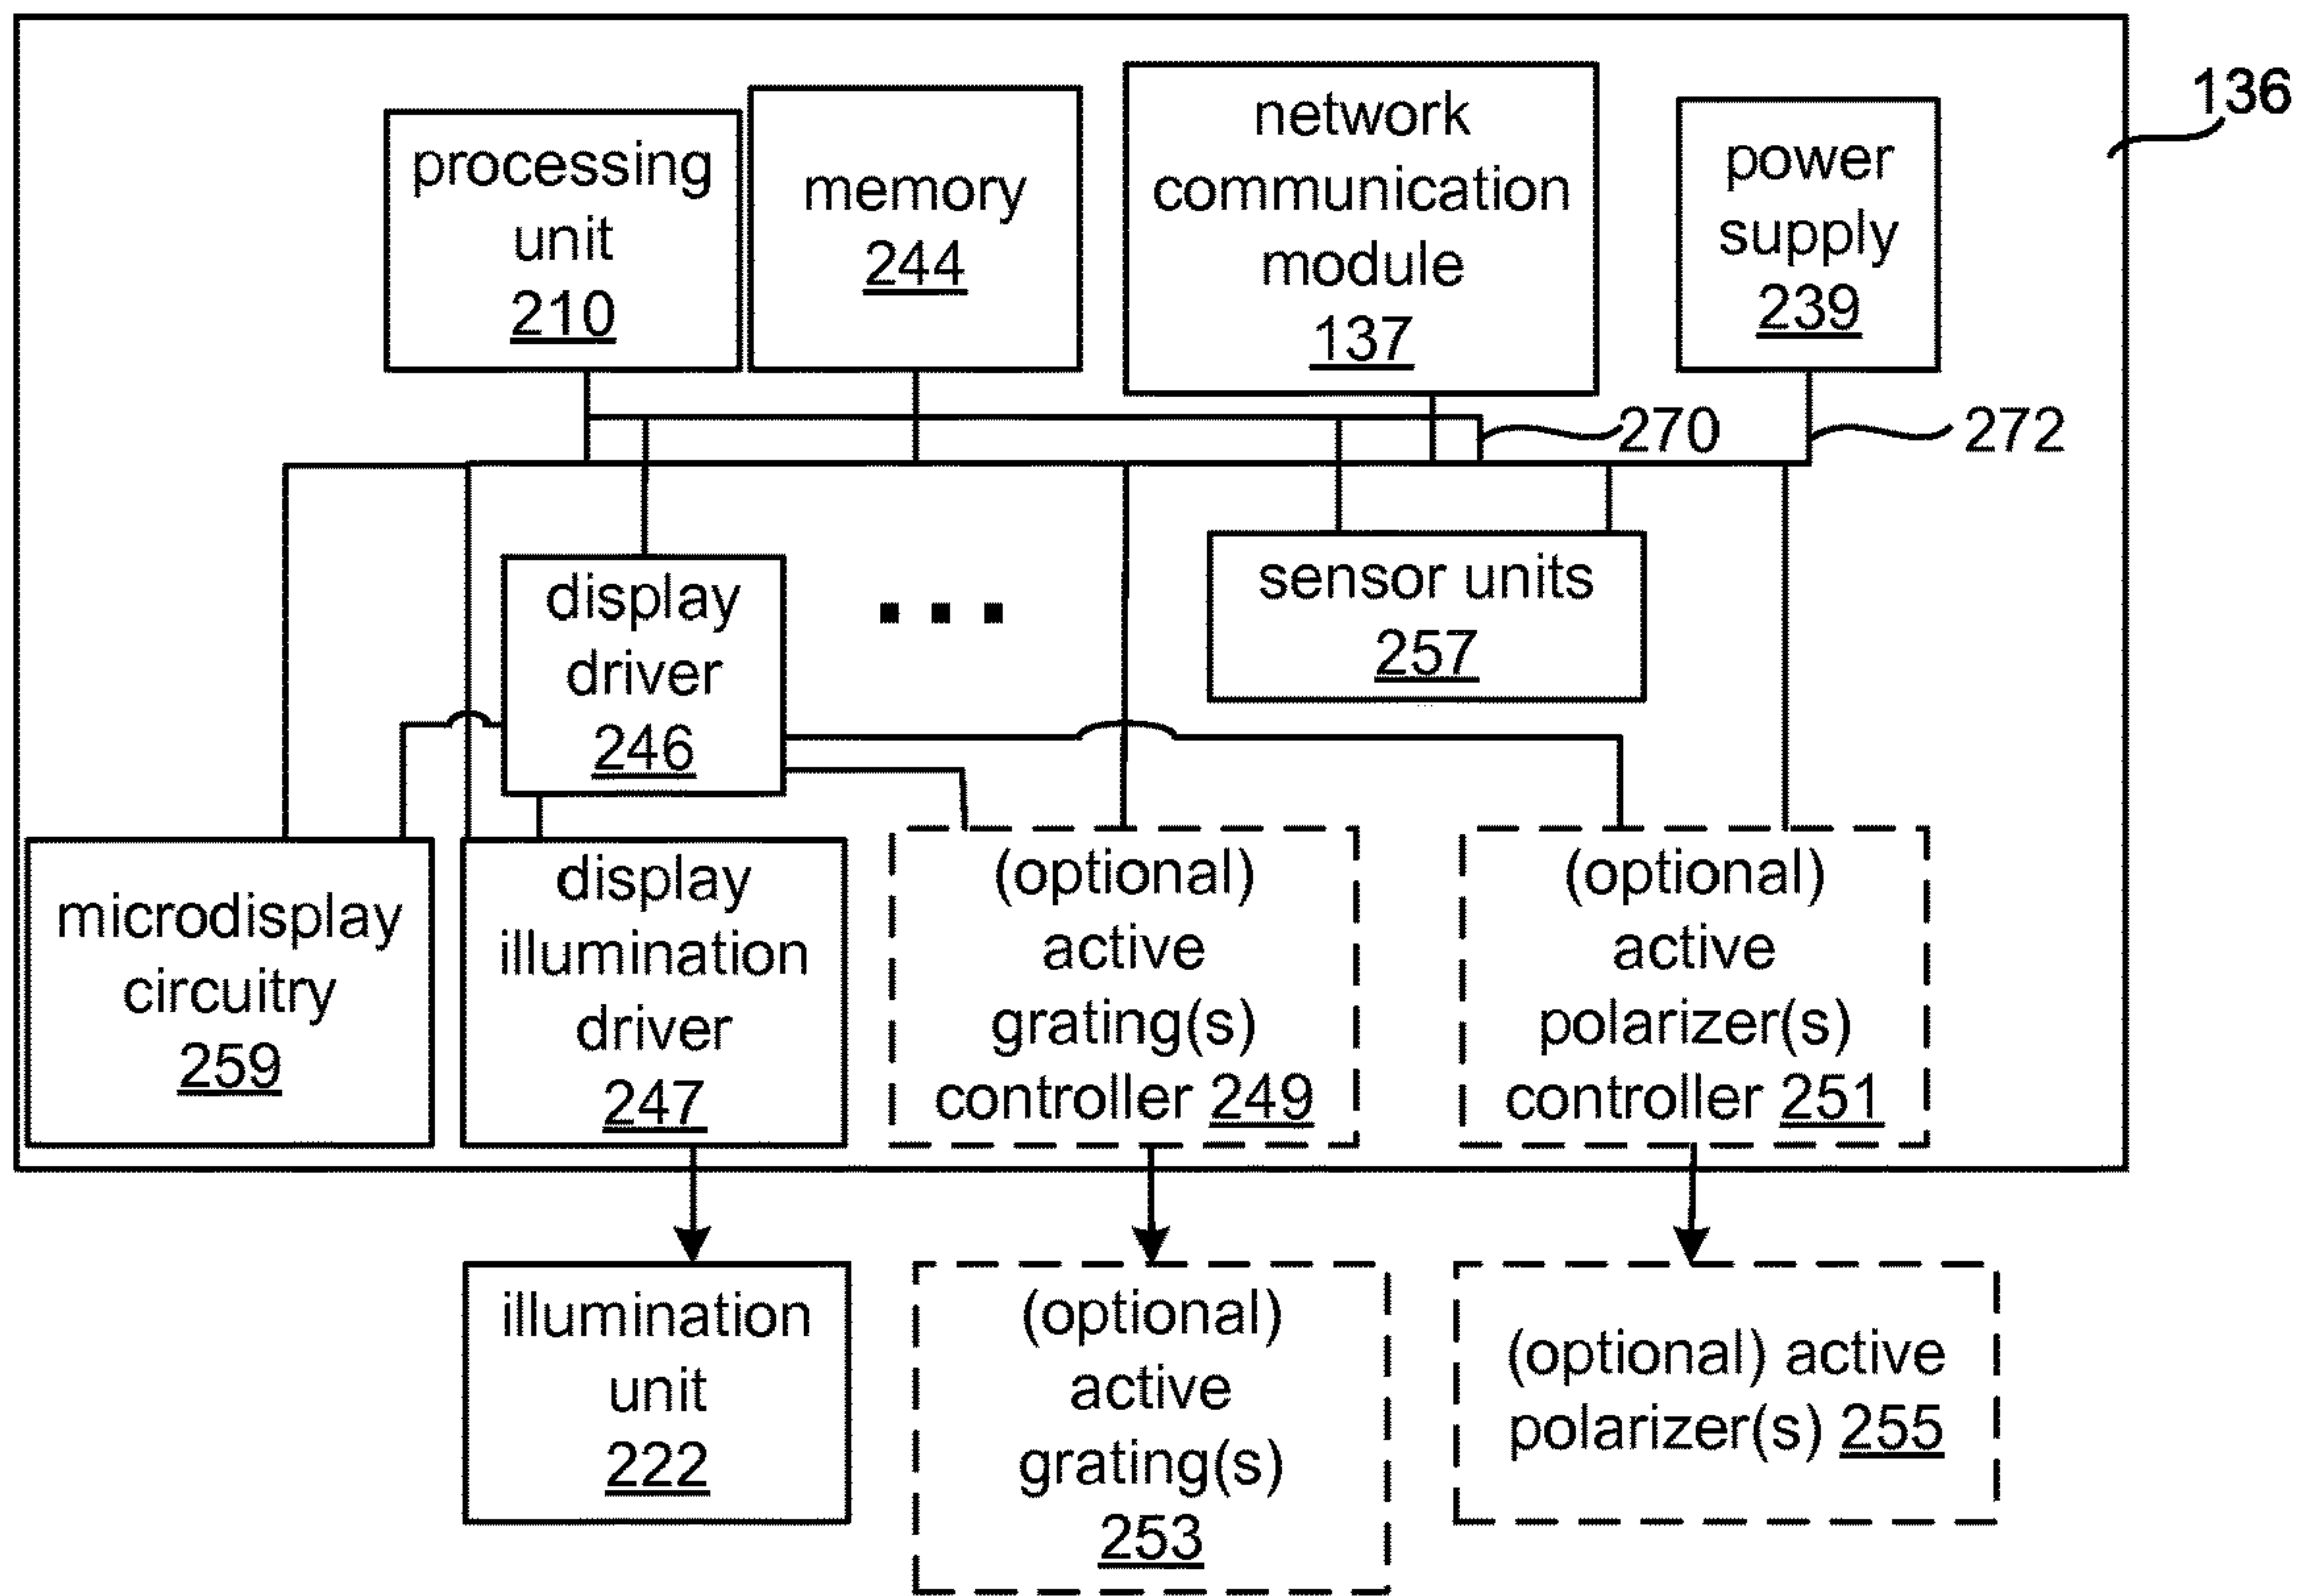 136
processing
unit
210
memory
244
network
communication
module
137
power
supply
239
270
272
display
driver
246
...
sensor units
257
microdisplay
circuitry
259
display
illumination
driver
247
(optional)
active
grating(s)
controller 249
(optional)
active
polarizer(s)
controller 251
illumination
unit
222
(optional)
active
grating(s)
253
(optional) active
polarizer(s) 255